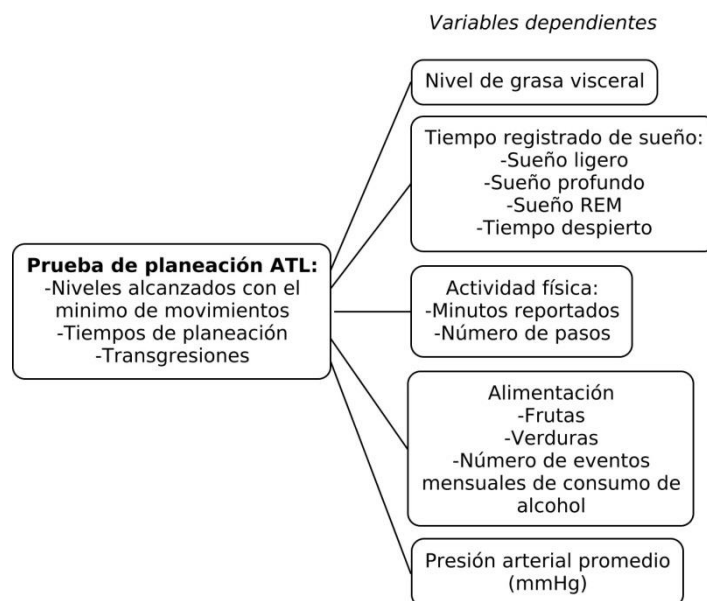 Variables dependientes
Nivel de grasa visceral
Tiempo registrado de sueño:
-Sueño ligero
-Sueño profundo
-Sueño REM
-Tiempo despierto
Prueba de planeación ATL:
-Niveles alcanzados con el
minimo de movimientos
-Tiempos de planeación
-Transgresiones
Actividad física:
-Minutos reportados
-Número de pasos
Alimentación
-Frutas
-Verduras
-Número de eventos
mensuales de consumo de
alcohol
Presión arterial promedio
(mmHg)